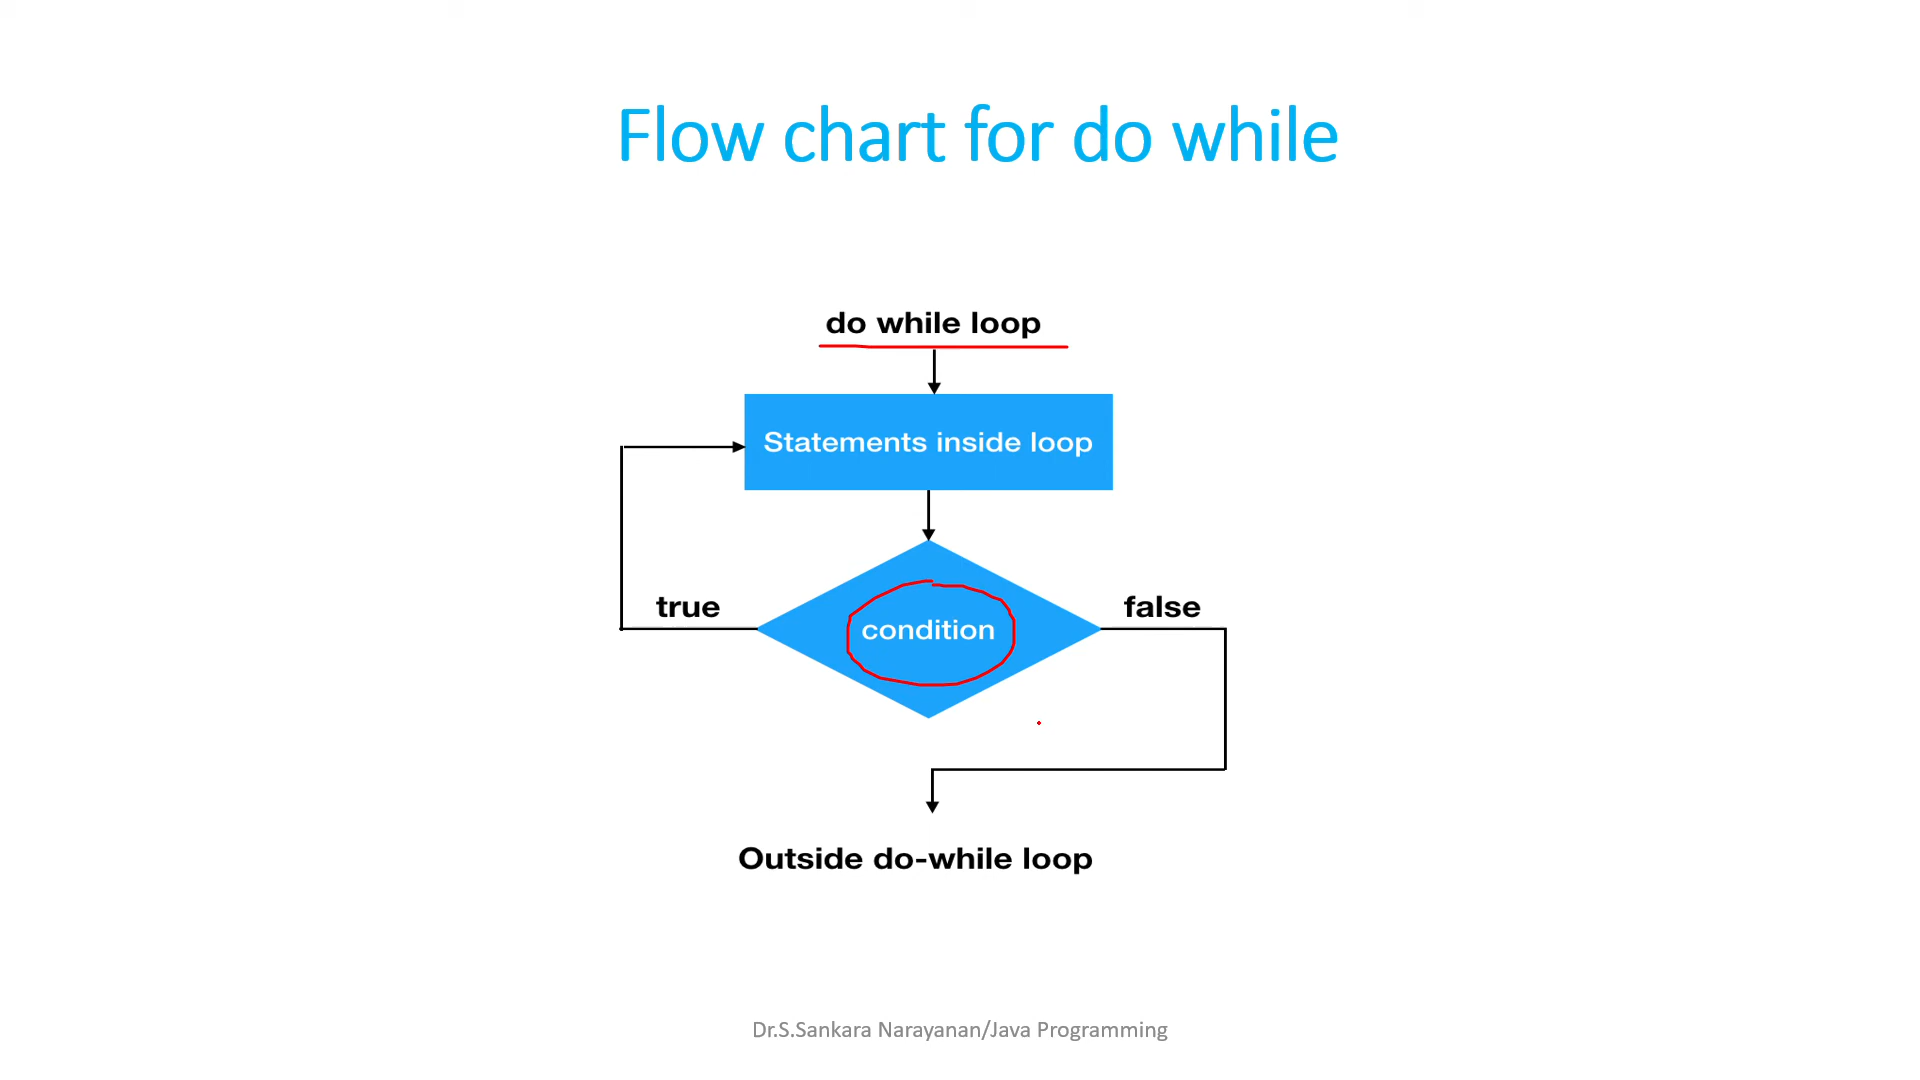 Flow chart for do while
do while loop
Statements inside loop
true
condition
false
Outside do-while loop
Dr.S.Sankara Narayanan/Java Programming